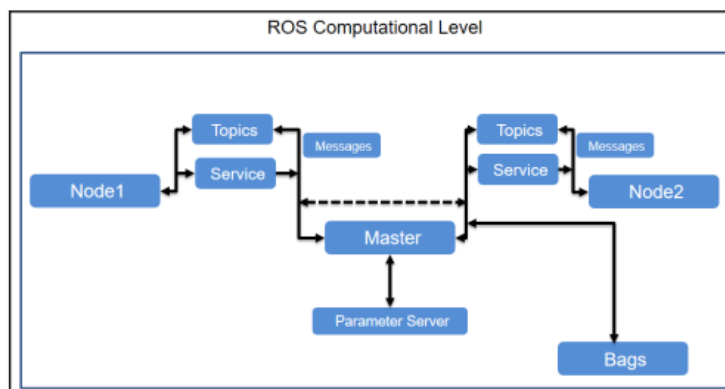 ROS Computational Level
Topics
Messages
Service
Node1
Topics
Messages
Service
Node2
Master
Parameter Server
Bags